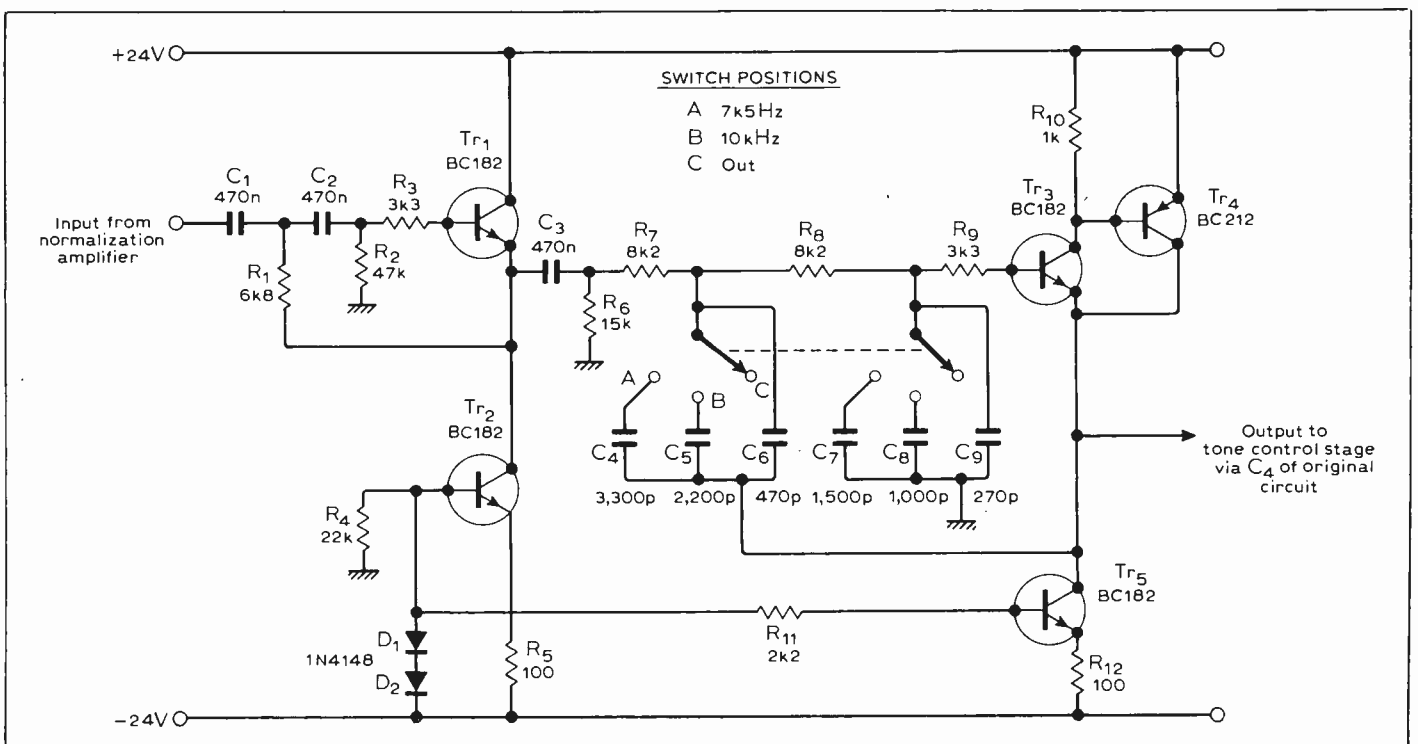 +24V
SWITCH POSITIONS
A 7k5Hz
B 10kHz
C Out
Tr1
BC182
C1
470n
C2
470n
R3
3k3
Input from
normalization
amplifier
R2
47k
R1
6k8
C3
470n
R6
15k
R7
8k2
R8
8k2
R9
3k3
R10
1k
Tr3
BC182
Tr4
BC212
A
B
C
C4
C5
C6
C7
C8
C9
3,300p
2,200p
470p
1,500p
1,000p
270p
Output to
tone control stage
via C4 of original
circuit
Tr2
BC182
R4
22k
Tr5
BC182
R11
2k2
D1
1N4148
D2
R5
100
R12
100
-24V